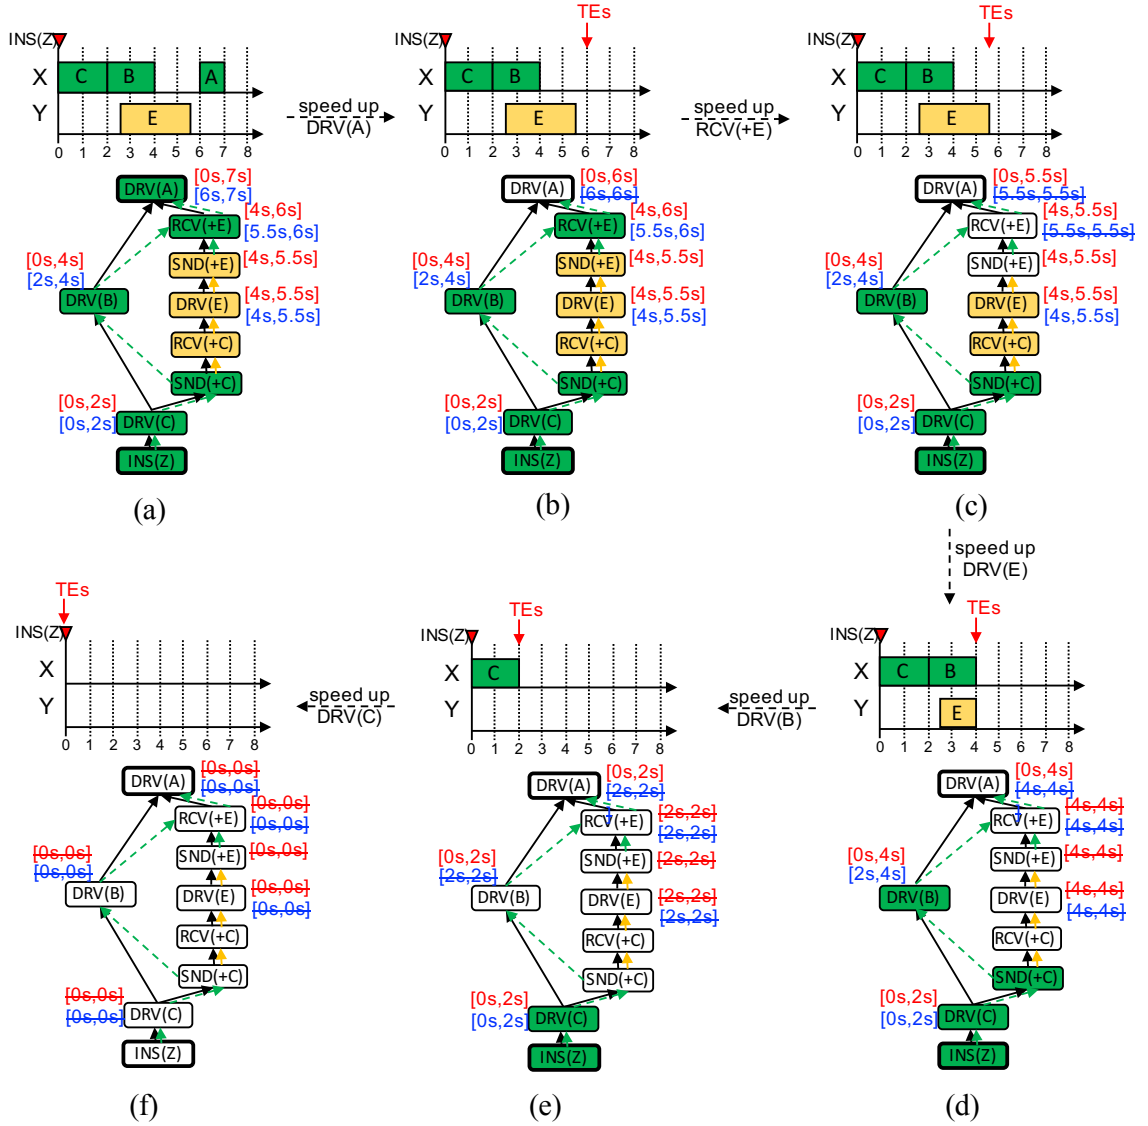 INS(Z)
X
C
B
A
Y
E
0 1 2 3 4 5 6 7 8
[0s,7s]
[6s,7s]
DRV(A)
[4s,6s]
[5.5s,6s]
RCV(+E)
[0s,4s]
[2s,4s]
SND(+E)
[4s,5.5s]
DRV(B)
DRV(E)
[4s,5.5s]
[4s,5.5s]
RCV(+C)
SND(+C)
[0s,2s]
[0s,2s]
DRV(C)
INS(Z)
(a)
speed up
DRV(A)
TEs
INS(Z)
X
C
B
Y
E
0 1 2 3 4 5 6 7 8
[0s,6s]
[6s,6s]
DRV(A)
[4s,6s]
[5.5s,6s]
RCV(+E)
[0s,4s]
[2s,4s]
SND(+E)
[4s,5.5s]
DRV(B)
DRV(E)
[4s,5.5s]
[4s,5.5s]
RCV(+C)
SND(+C)
[0s,2s]
[0s,2s]
DRV(C)
INS(Z)
(b)
speed up
RCV(+E)
TEs
INS(Z)
X
C
B
Y
E
0 1 2 3 4 5 6 7 8
[0s,5.5s]
[5.5s,5.5s]
DRV(A)
[4s,5.5s]
[5.5s,5.5s]
RCV(+E)
[0s,4s]
[2s,4s]
SND(+E)
[4s,5.5s]
DRV(B)
DRV(E)
[4s,5.5s]
[4s,5.5s]
RCV(+C)
SND(+C)
[0s,2s]
[0s,2s]
DRV(C)
INS(Z)
(c)
speed up
DRV(E)
TEs
INS(Z)
X
Y
0 1 2 3 4 5 6 7 8
[0s,0s]
[0s,0s]
DRV(A)
[0s,0s]
[0s,0s]
RCV(+E)
[0s,0s]
[0s,0s]
SND(+E)
[0s,0s]
DRV(B)
DRV(E)
[0s,0s]
[0s,0s]
RCV(+C)
SND(+C)
[0s,0s]
[0s,0s]
DRV(C)
INS(Z)
(f)
speed up
DRV(C)
TEs
INS(Z)
X
C
Y
0 1 2 3 4 5 6 7 8
[0s,2s]
[2s,2s]
DRV(A)
[2s,2s]
[2s,2s]
RCV(+E)
[0s,2s]
[2s,2s]
SND(+E)
[2s,2s]
DRV(B)
DRV(E)
[2s,2s]
[2s,2s]
RCV(+C)
SND(+C)
[0s,2s]
[0s,2s]
DRV(C)
INS(Z)
(e)
speed up
DRV(B)
TEs
INS(Z)
X
C
B
Y
E
0 1 2 3 4 5 6 7 8
[0s,4s]
[4s,4s]
DRV(A)
[4s,4s]
[4s,4s]
RCV(+E)
[0s,4s]
[2s,4s]
SND(+E)
[4s,4s]
DRV(B)
DRV(E)
[4s,4s]
[4s,4s]
RCV(+C)
SND(+C)
[0s,2s]
[0s,2s]
DRV(C)
INS(Z)
(d)